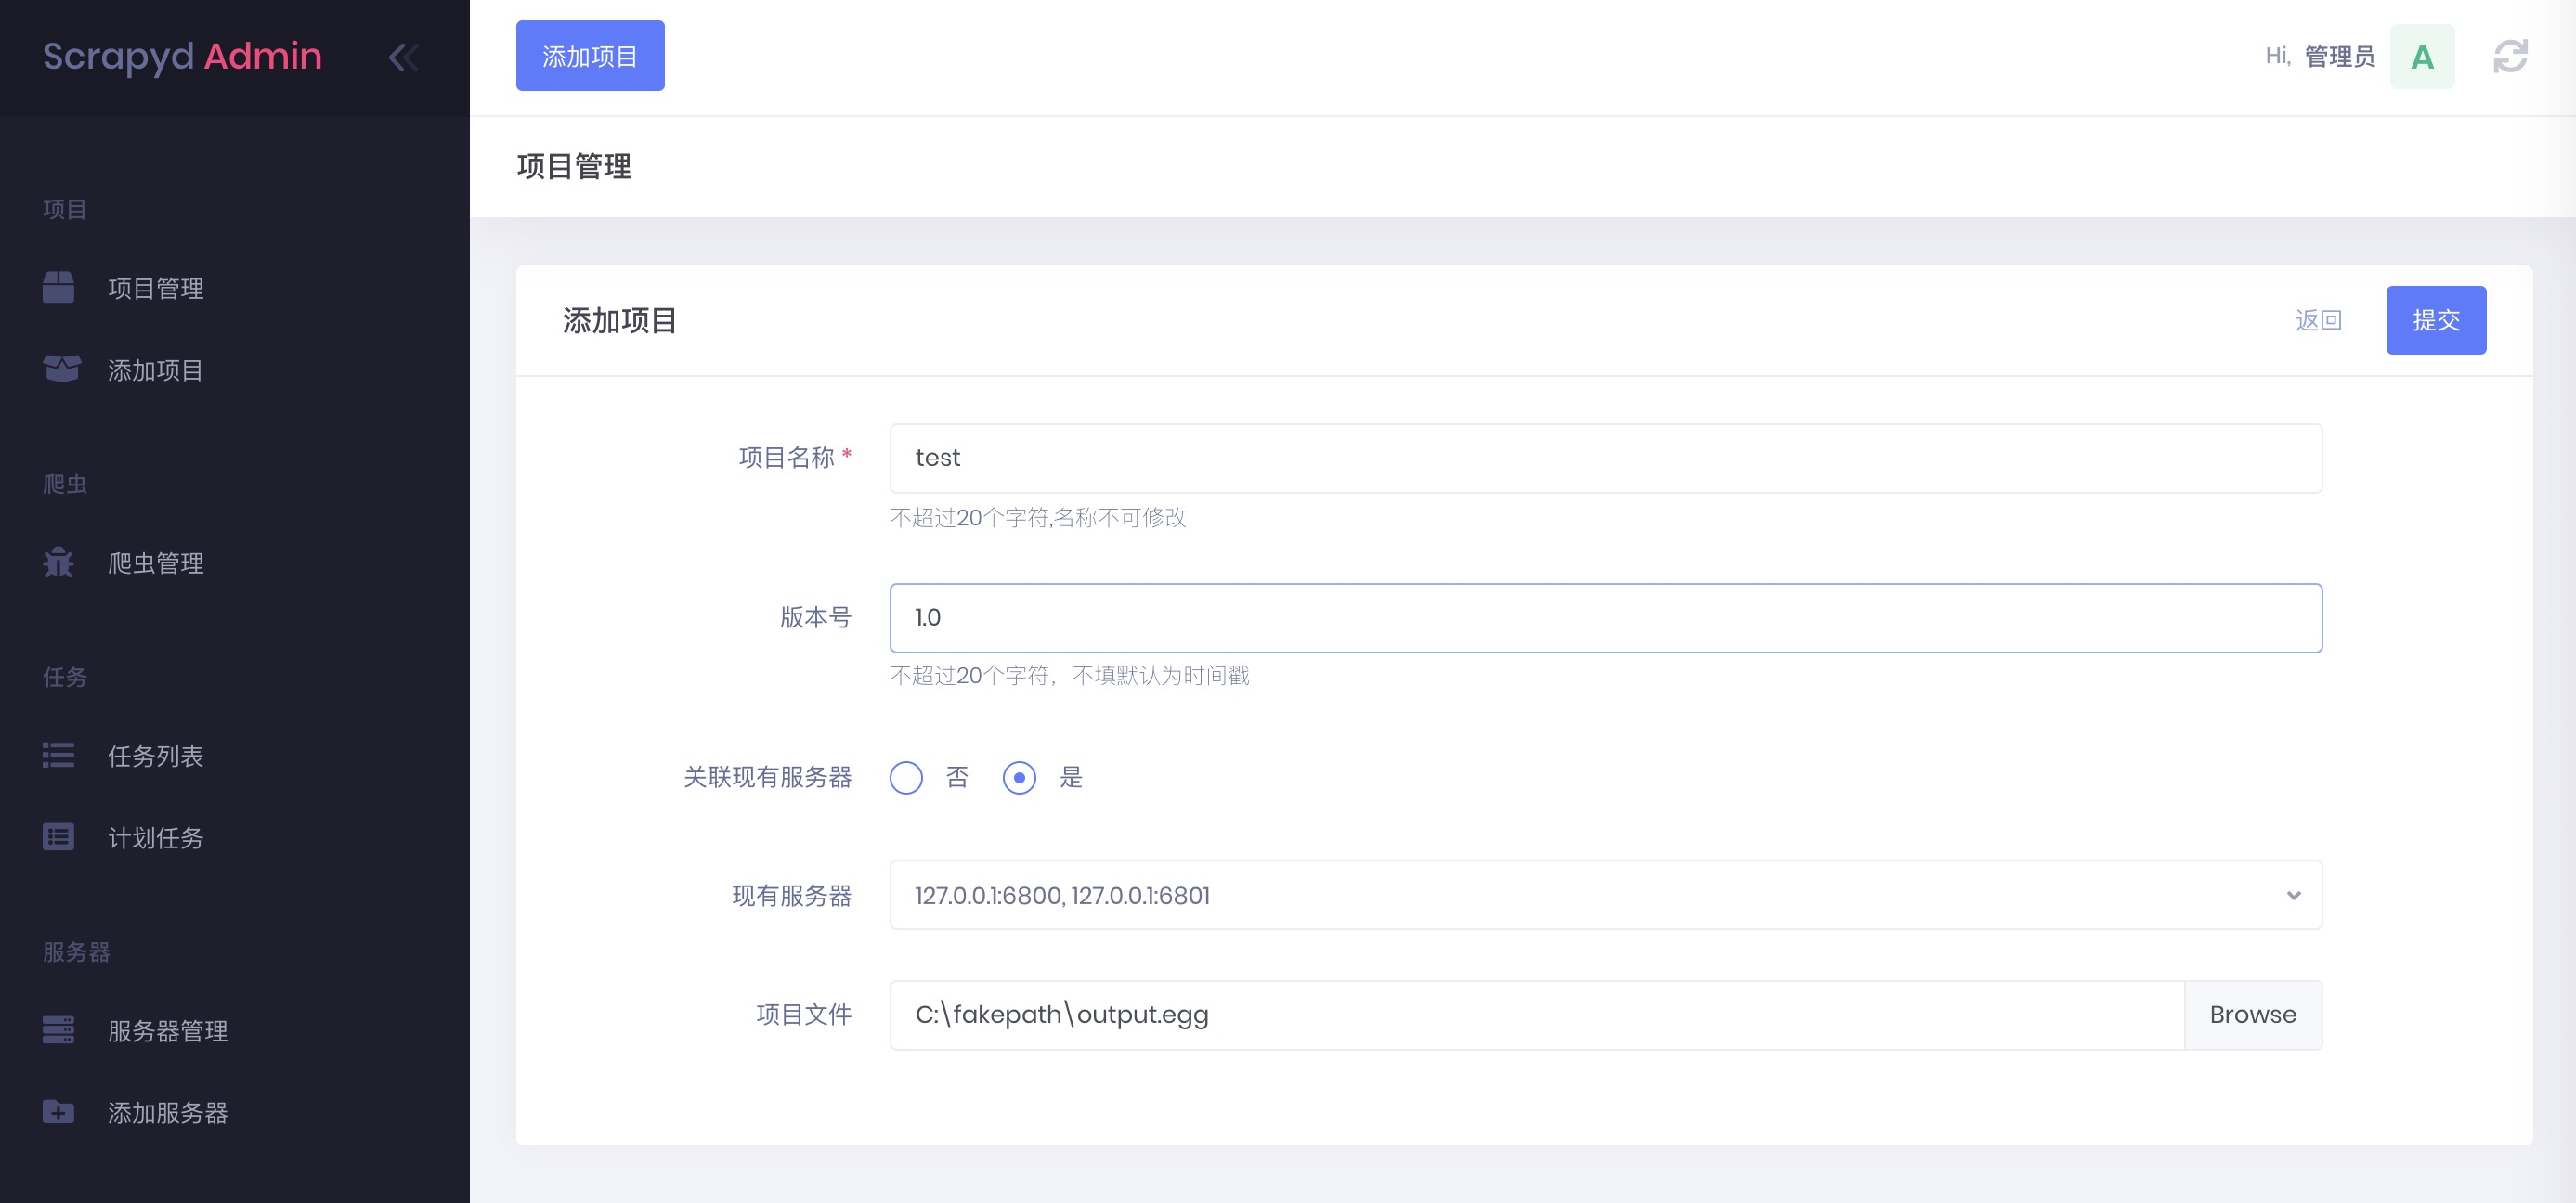 Scrapyd Admin
项目
项目管理
添加项目
爬虫
爬虫管理
任务
任务列表
计划任务
服务器
服务器管理
添加服务器
添加项目
Hi, 管理员 A
项目管理
添加项目
返回 提交
项目名称 * test
不超过20个字符,名称不可修改
版本号 1.0
不超过20个字符，不填默认为时间戳
关联现有服务器 否 是
现有服务器 127.0.0.1:6800, 127.0.0.1:6801
项目文件 C:\fakepath\output.egg Browse